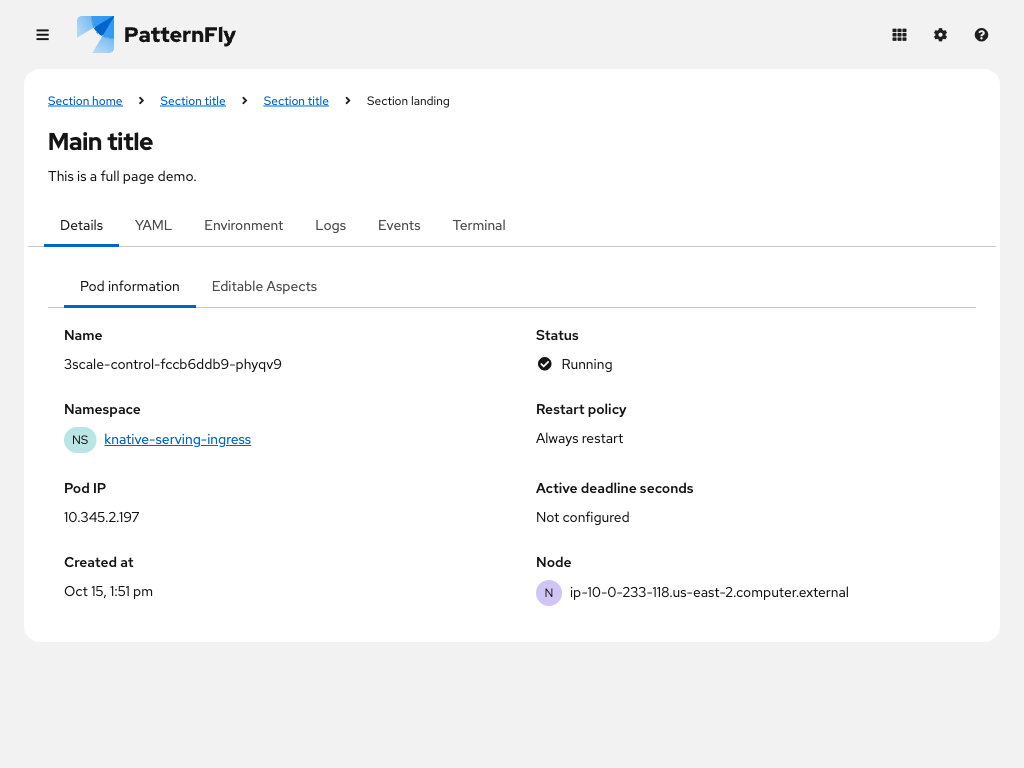 PatternFly
Section home Section title Section title Section landing
Main title
This is a full page demo.
Details YAML Environment Logs Events Terminal
Pod information Editable Aspects
Name Status
3scale-control-fccb6ddb9-phyqv9 Running
Namespace Restart policy
NS knative-serving-ingress Always restart
Pod IP Active deadline seconds
10.345.2.197 Not configured
Created at Node
Oct 15, 1:51 pm N ip-10-0-233-118.us-east-2.computer.external